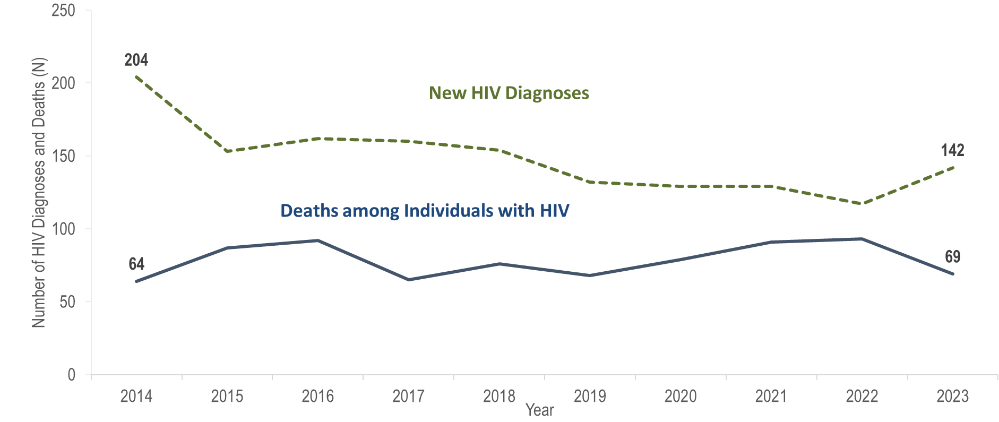 Number of HIV Diagnoses and Deaths (N)
250
200
150
100
50
0
204
New HIV Diagnoses
142
Deaths among Individuals with HIV
64
69
2014 2015 2016 2017 2018 2019 2020 2021 2022 2023
Year